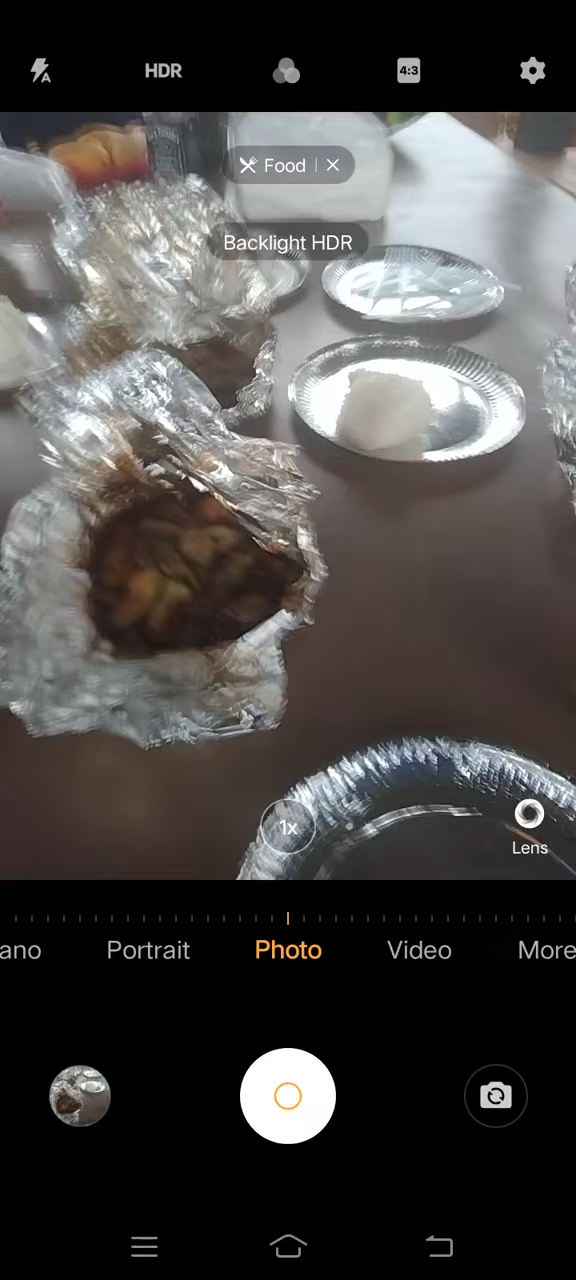 A
HDR
4:3
Food
Backlight HDR
1x
Lens
ano
Portrait
Photo
Video
More